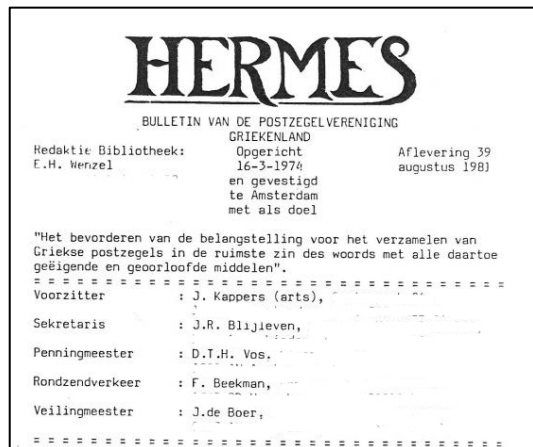 HERMES
BULLETIN VAN DE POSTZEGELVERENIGING
GRIEKENLAND
Redaktie Bibliotheek: Opgericht Aflevering 39
E.H. Wenzel 16-3-1974 augustus 1981
en gevestigd
te Amsterdam
met als doel
"Het bevorderen van de belangstelling voor het verzamelen van
Griekse postzegels in de ruimste zin des woords met alle daartoe
geëigende en geoorloofde middelen".
= = = = = = = = = = = = = = = = = = = = = = = = = = = = = = = = = =
Voorzitter : J. Kappers (arts),
Sekretaris : J.R. Blijleven,
Penningmeester : D.T.H. Vos.
Rondzendverkeer : F. Beekman,
Veilingmeester : J.de Boer,
= = = = = = = = = = = = = = = = = = = = = = = = = = = = = = = = = =